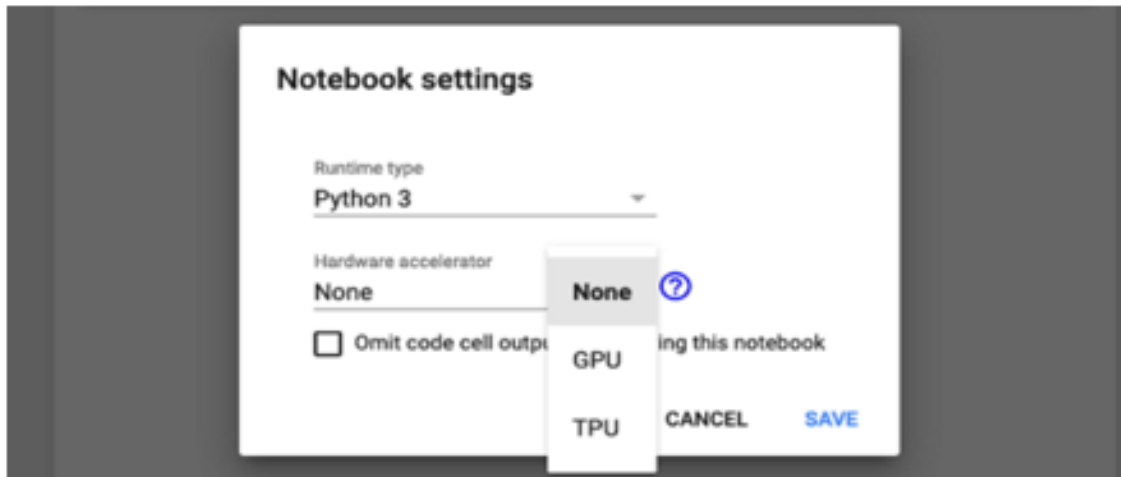 Notebook settings
Runtime type
Python 3
Hardware accelerator
None
None
GPU
TPU
?
Omit code cell outpu ing this notebook
CANCEL
SAVE